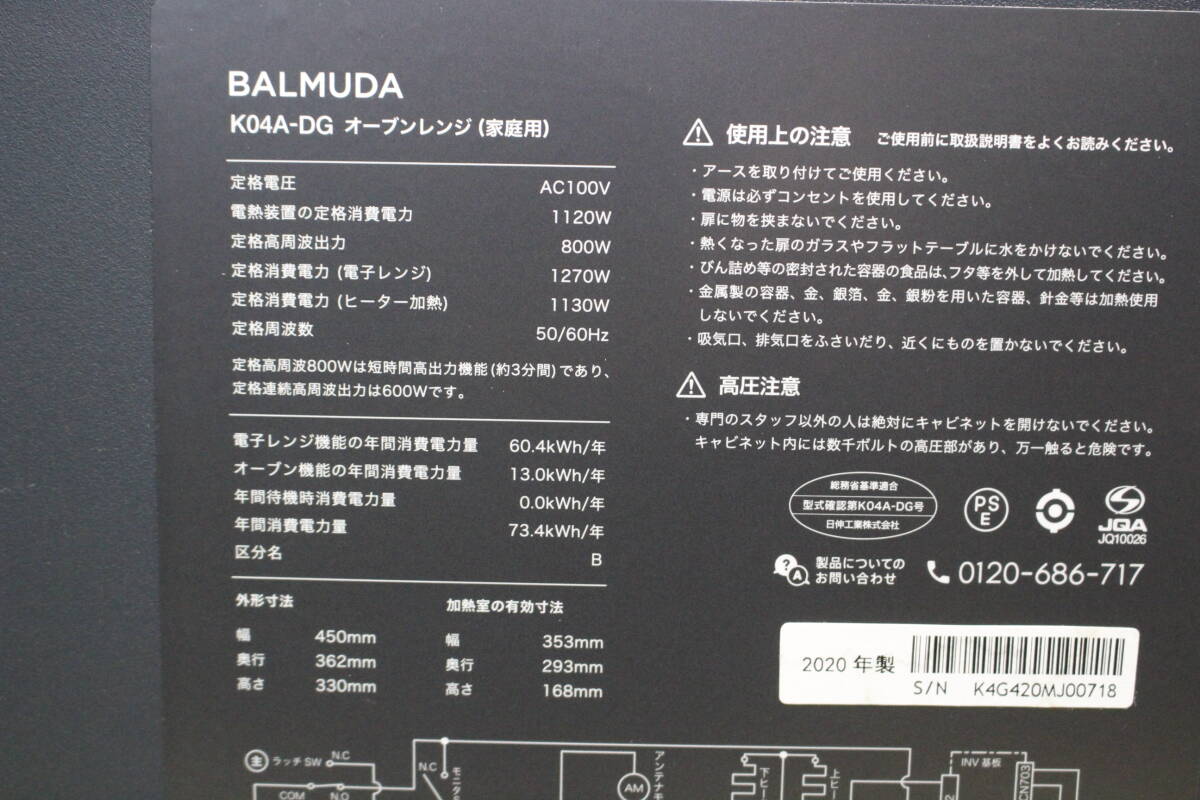 BALMUDA
K04A-DG オーブンレンジ (家庭用)
定格電圧 AC100V
電熱装置の定格消費電力 1120W
定格高周波出力 800W
定格消費電力 (電子レンジ) 1270W
定格消費電力 (ヒーター加熱) 1130W
定格周波数 50/60Hz
定格高周波800Wは短時間高出力機能 (約3分間) であり、
定格連続高周波出力は600Wです。
電子レンジ機能の年間消費電力量 60.4kWh/年
オーブン機能の年間消費電力量 13.0kWh/年
年間待機時消費電力量 0.0kWh/年
年間消費電力量 73.4kWh/年
区分名 B
外形寸法
幅 450mm
奥行 362mm
高さ 330mm
加熱室の有効寸法
幅 353mm
奥行 293mm
高さ 168mm
使用上の注意 ご使用前に取扱説明書をよくお読みください。
・アースを取り付けてご使用ください。
・電源は必ずコンセントを使用してください。
・扉に物を挟まないでください。
・熱くなった扉のガラスやフラットテーブルに水をかけないでください。
・びん詰め等の密封された容器の食品は、フタ等を外して加熱してください。
・金属製の容器、金、銀箔、金、銀粉を用いた容器、針金等は加熱使用
しないでください。
・吸気口、排気口をふさいだり、近くにものを置かないでください。
高圧注意
・専門のスタッフ以外の人は絶対にキャビネットを開けないでください。
キャビネット内には数千ボルトの高圧部があり、万一触ると危険です。
総務省基準適合
型式確認第K04A-DG号
日伸工業株式会社
PS
E
JQA
JQ10026
?
A
製品についての
お問い合わせ
0120-686-717
2020 年製
S/N K4G420MJ00718
主 ラッチSW N.C
COM N.O
N.C
モニタS
AM
アンテナモ
下ヒー
上ヒー
INV 基板
CN703
2